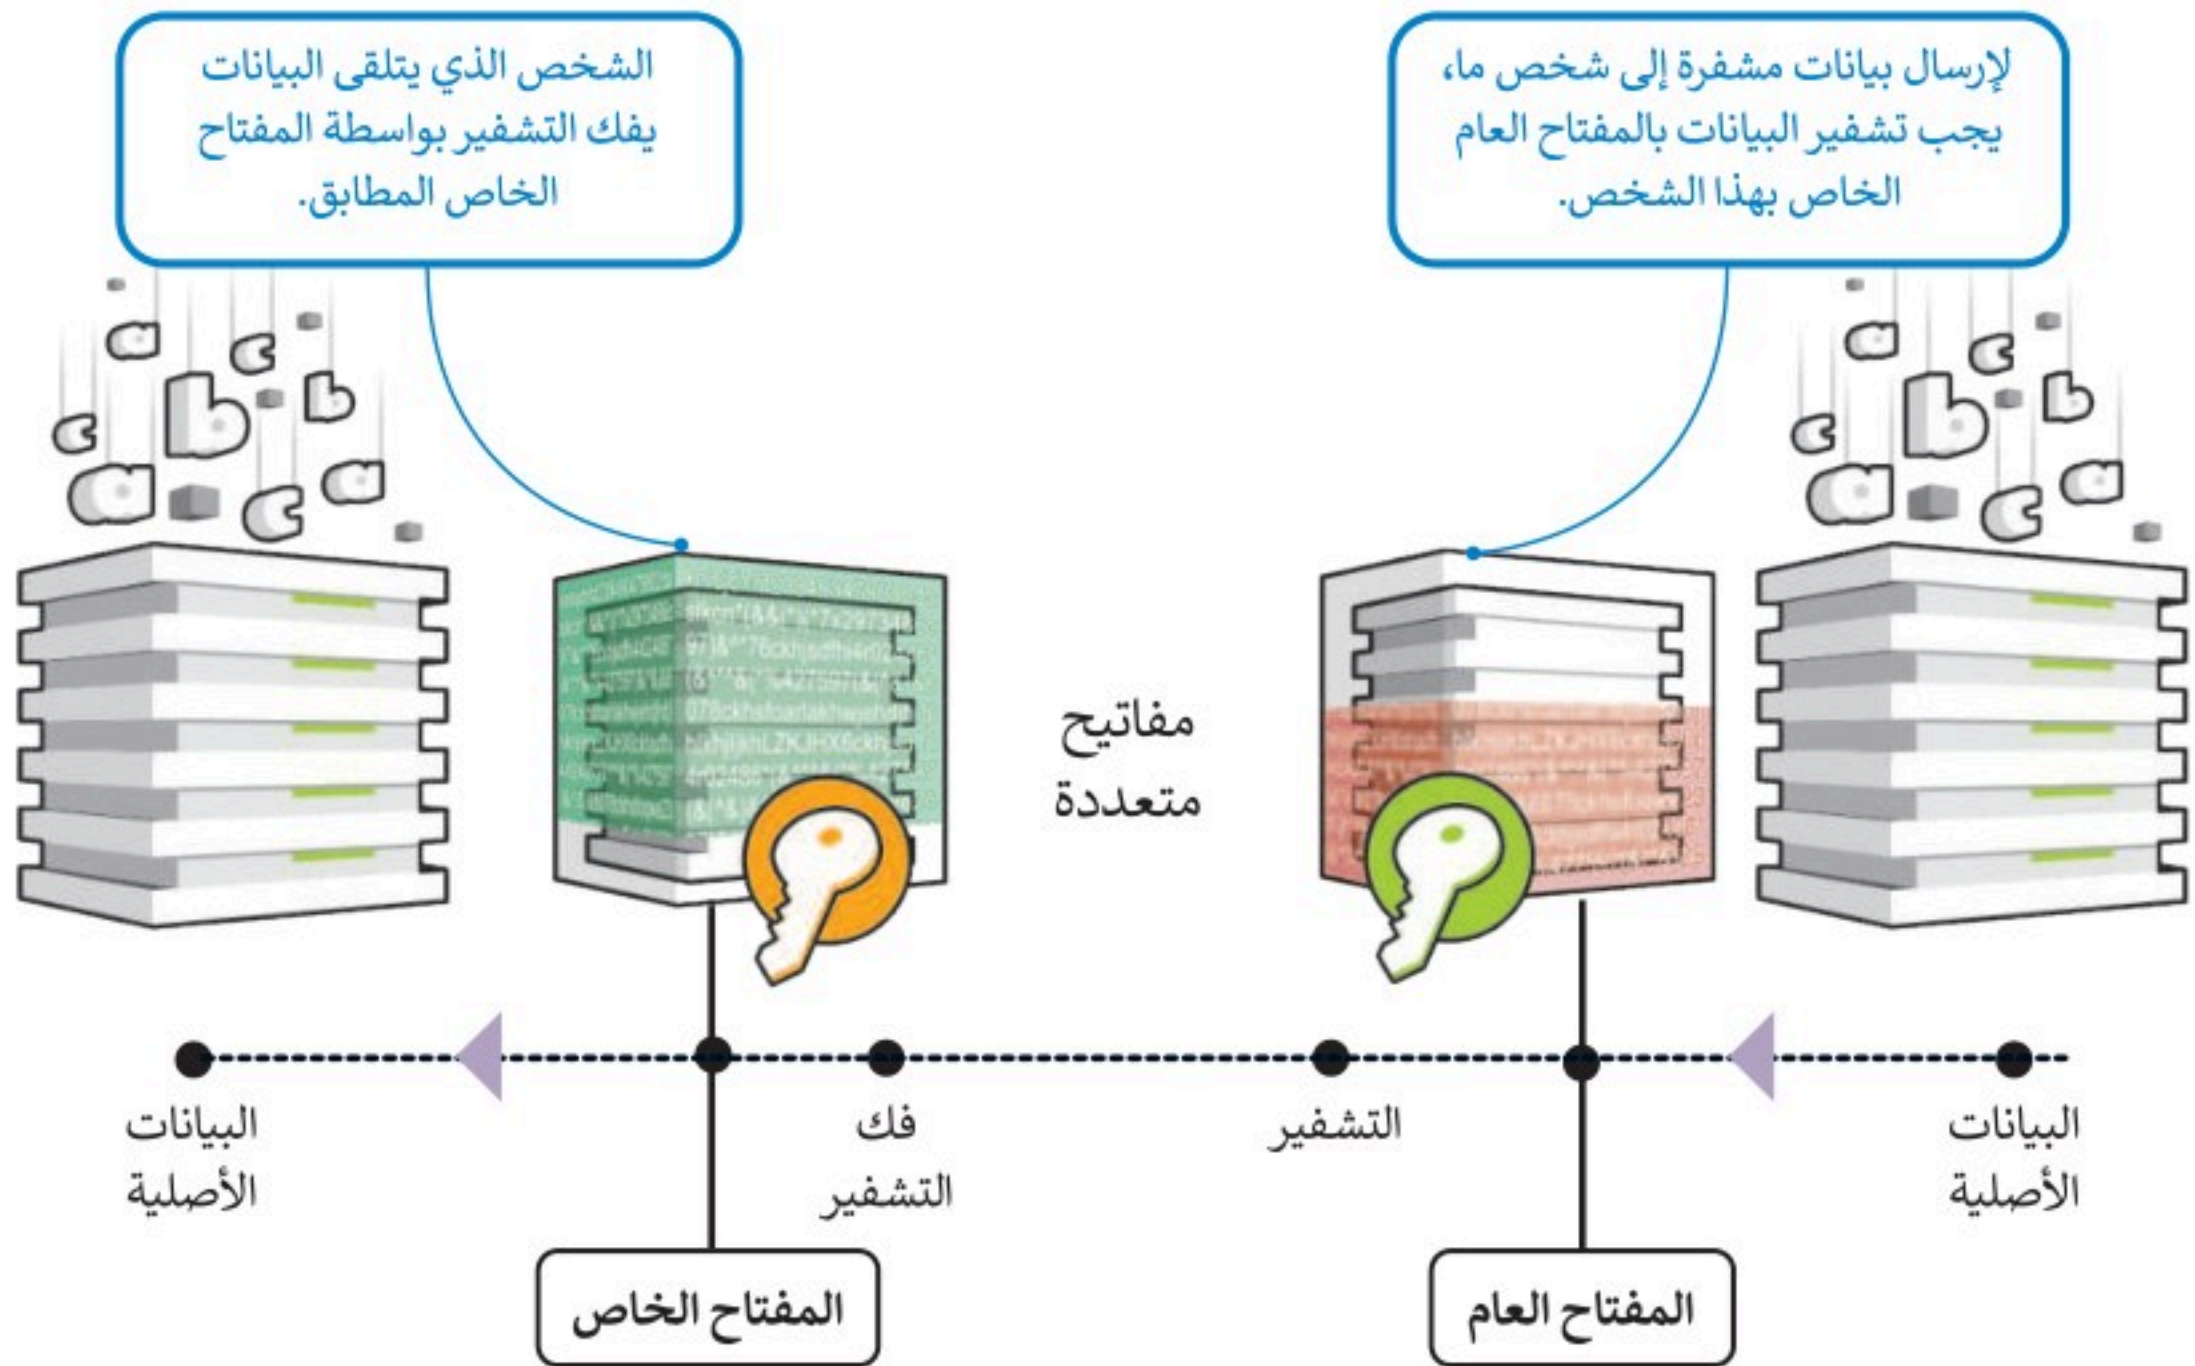 لإرسال بيانات مشفرة إلى شخص ما،
يجب تشفير البيانات بالمفتاح العام
الخاص بهذا الشخص.
الشخص الذي يتلقى البيانات
يفك التشفير بواسطة المفتاح
الخاص المطابق.
مفاتيح
متعددة
البيانات
الأصلية
التشفير
فك
التشفير
البيانات
الأصلية
المفتاح العام
المفتاح الخاص